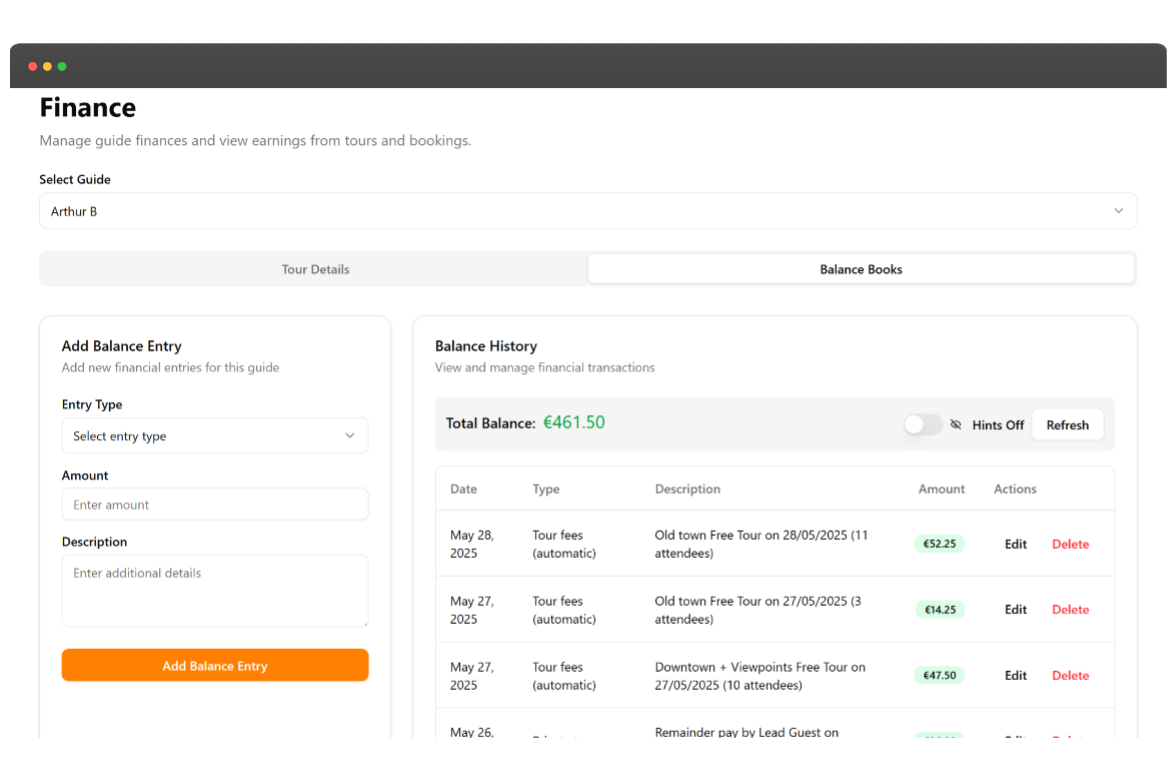 Finance
Manage guide finances and view earnings from tours and bookings.
Select Guide
Arthur B
Tour Details
Balance Books
Add Balance Entry
Add new financial entries for this guide
Entry Type
Select entry type
Amount
Enter amount
Description
Enter additional details
Add Balance Entry
Balance History
View and manage financial transactions
Total Balance: €461.50
Hints Off
Refresh
Date Type Description Amount Actions
May 28, Tour fees Old town Free Tour on 28/05/2025 (11
2025 (automatic) attendees) €52.25 Edit Delete
May 27, Tour fees Old town Free Tour on 27/05/2025 (3
2025 (automatic) attendees) €14.25 Edit Delete
May 27, Tour fees Downtown + Viewpoints Free Tour on
2025 (automatic) 27/05/2025 (10 attendees) €47.50 Edit Delete
May 26, Remainder pay by Lead Guest on